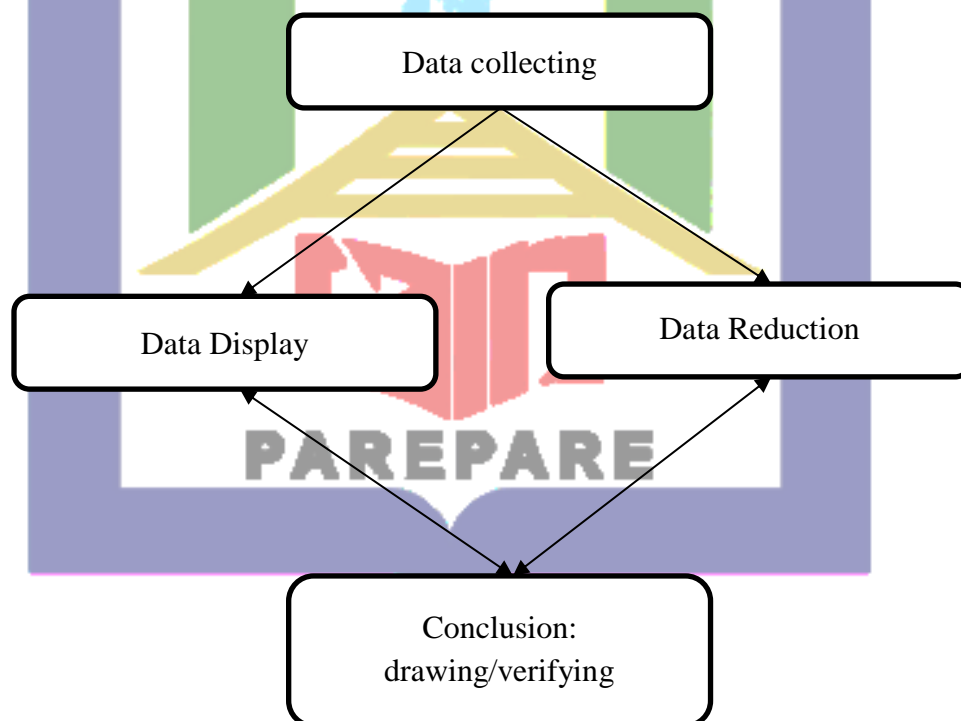 Data collecting
Data Display
Data Reduction
PAREPARE
Conclusion:
drawing/verifying